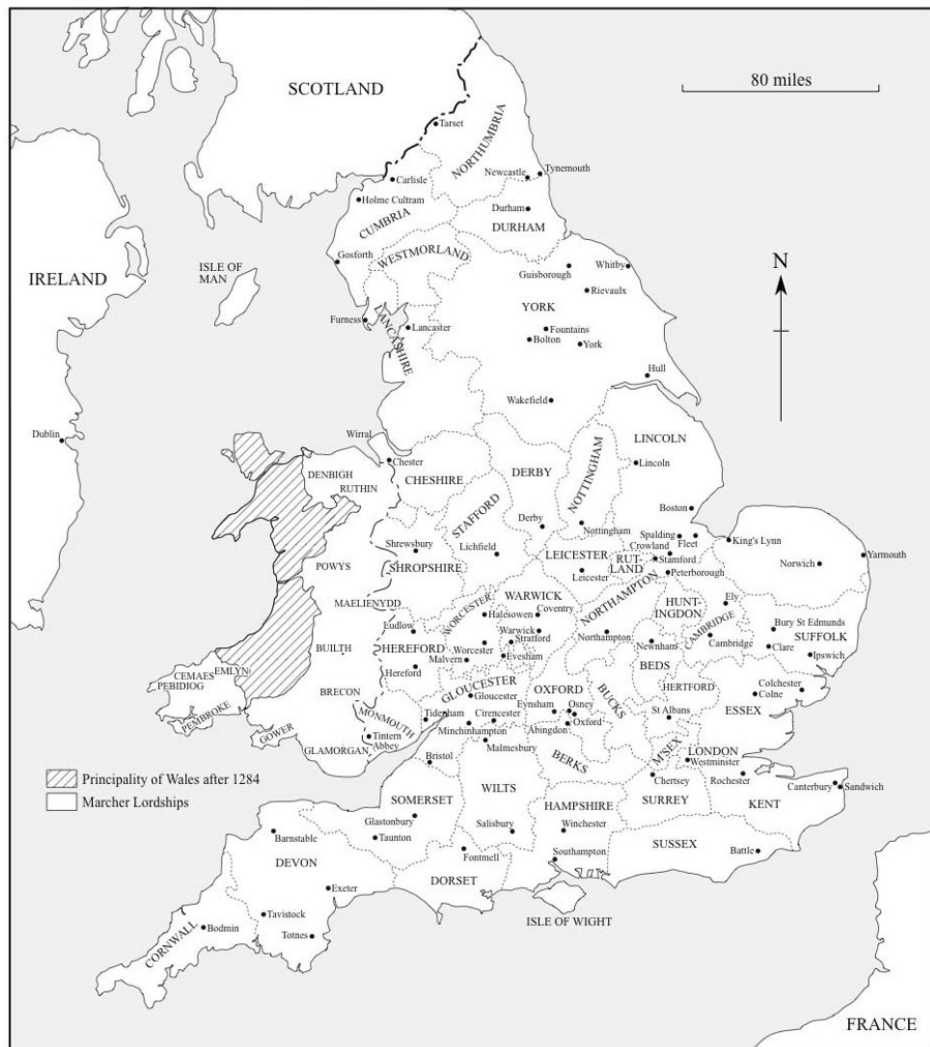 SCOTLAND
80 miles
Tarset
NORTHUMBRIA
Newcastle
Tynemouth
Carlisle
Holme Cultram
Durham
CUMBRIA
DURHAM
WESTMORLAND
Gosforth
ISLE OF
MAN
IRELAND
Guisborough
Whitby
N
Rievaulx
YORK
Furness
LANCASHIRE
Lancaster
Fountains
Bolton
York
Hull
Wakefield
Dublin
Wirral
LINCOLN
Chester
DENBIGH
RUTHIN
CHESHIRE
DERBY
NOTTINGHAM
Lincoln
STAFFORD
Boston
Derby
Nottingham
Spalding
Fleet
King's Lynn
Crowland
Shrewsbury
Lichfield
LEICESTER
RUT-
LAND
Stamford
Norwich
Yarmouth
POWYS
SHROPSHIRE
Leicester
Peterborough
MAELIENYDD
WORCESTER
WARWICK
NORTHAMPTON
HUNT-
INGDON
Ely
Halesowen
Coventry
CAMBRIDGE
Bury St Edmunds
Ludlow
Warwick
Northampton
SUFFOLK
BUILTH
HEREFORD
Worcester
Stratford
Newnham
Cambridge
Clare
Ipswich
Malvern
Evesham
BEDS
CEMAES
EMLYN
Hereford
PEBIDIOG
GLOUCESTER
OXFORD
BUCKS
HERTFORD
Colchester
Colne
BRECON
Gloucester
Eynsham
Osney
ESSEX
PEMBROKE
MONMOUTH
Tidenham
Cirencester
Oxford
St Albans
GOWER
Minchinhampton
Abingdon
Tintern
Abbey
Malmesbury
M'SEX
LONDON
GLAMORGAN
Bristol
BERKS
Westminster
Principality of Wales after 1284
Chertsey
Rochester
Canterbury
Sandwich
Marcher Lordships
SOMERSET
WILTS
HAMPSHIRE
SURREY
KENT
Glastonbury
Salisbury
Winchester
Barnstable
Taunton
SUSSEX
Battle
DEVON
Fontmell
Southampton
DORSET
Exeter
ISLE OF WIGHT
Tavistock
CORNWALL
Bodmin
Totnes
FRANCE